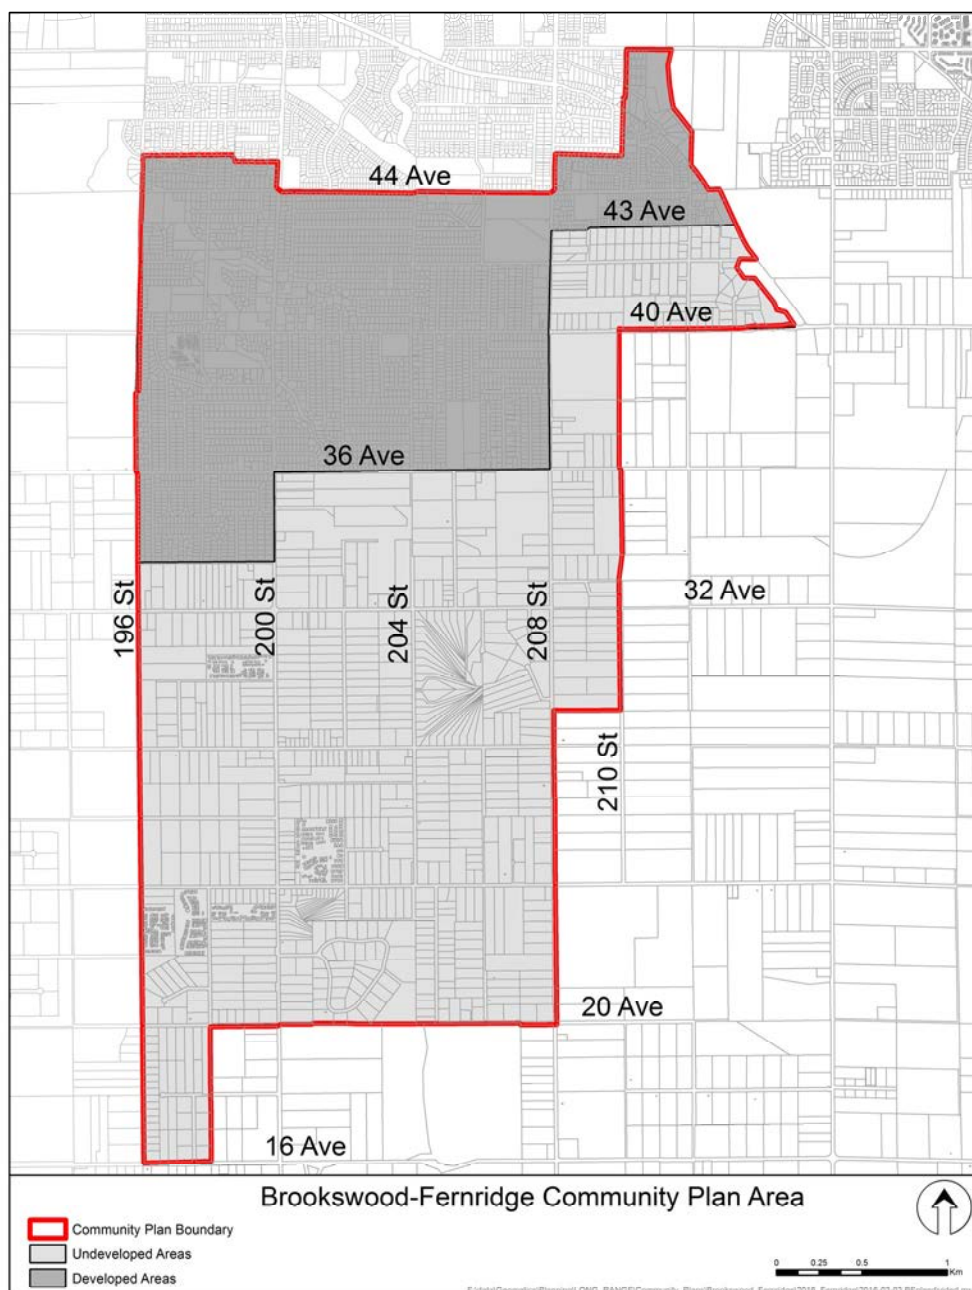 44 Ave
43 Ave
40 Ave
36 Ave
196 St
200 St
204 St
208 St
32 Ave
210 St
20 Ave
16 Ave
Brookswood-Fernridge Community Plan Area
Community Plan Boundary
Undeveloped Areas
Developed Areas
0 0.25 0.5 1
Km